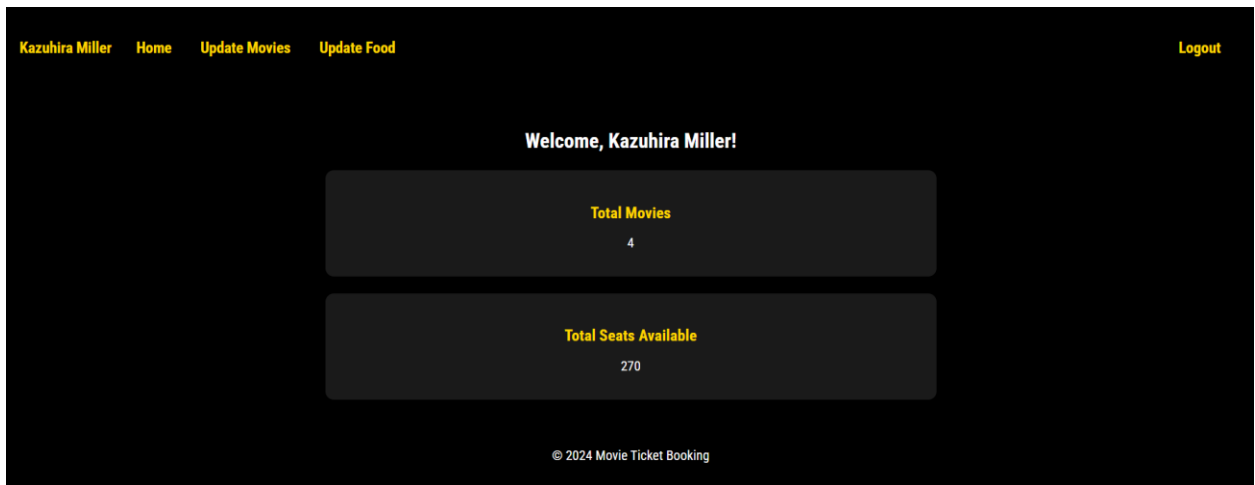 Kazuhira Miller Home Update Movies Update Food Logout
Welcome, Kazuhira Miller!
Total Movies
4
Total Seats Available
270
© 2024 Movie Ticket Booking